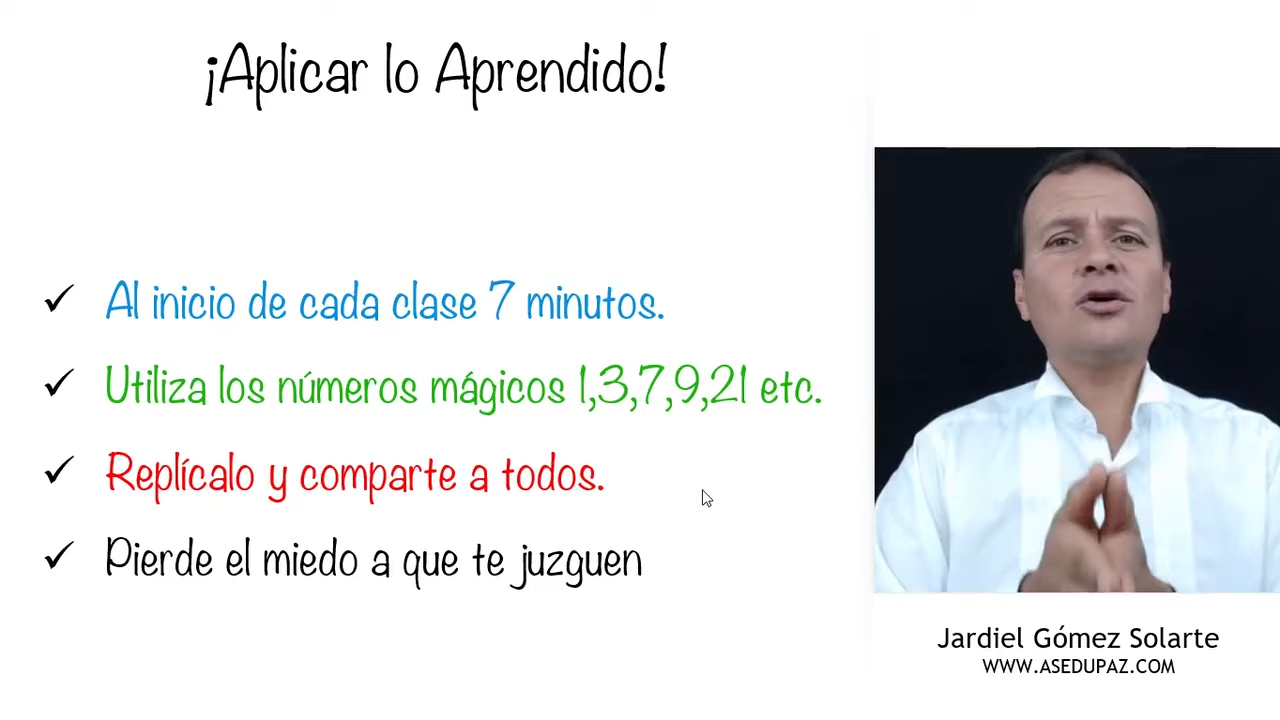 ¡Aplicar lo Aprendido!
Al inicio de cada clase 7 minutos.
Utiliza los números mágicos 1,3,7,9,21 etc.
Replícalo y comparte a todos.
Pierde el miedo a que te juzguen
Jardiel Gómez Solarte
WWW.ASEDUPAZ.COM